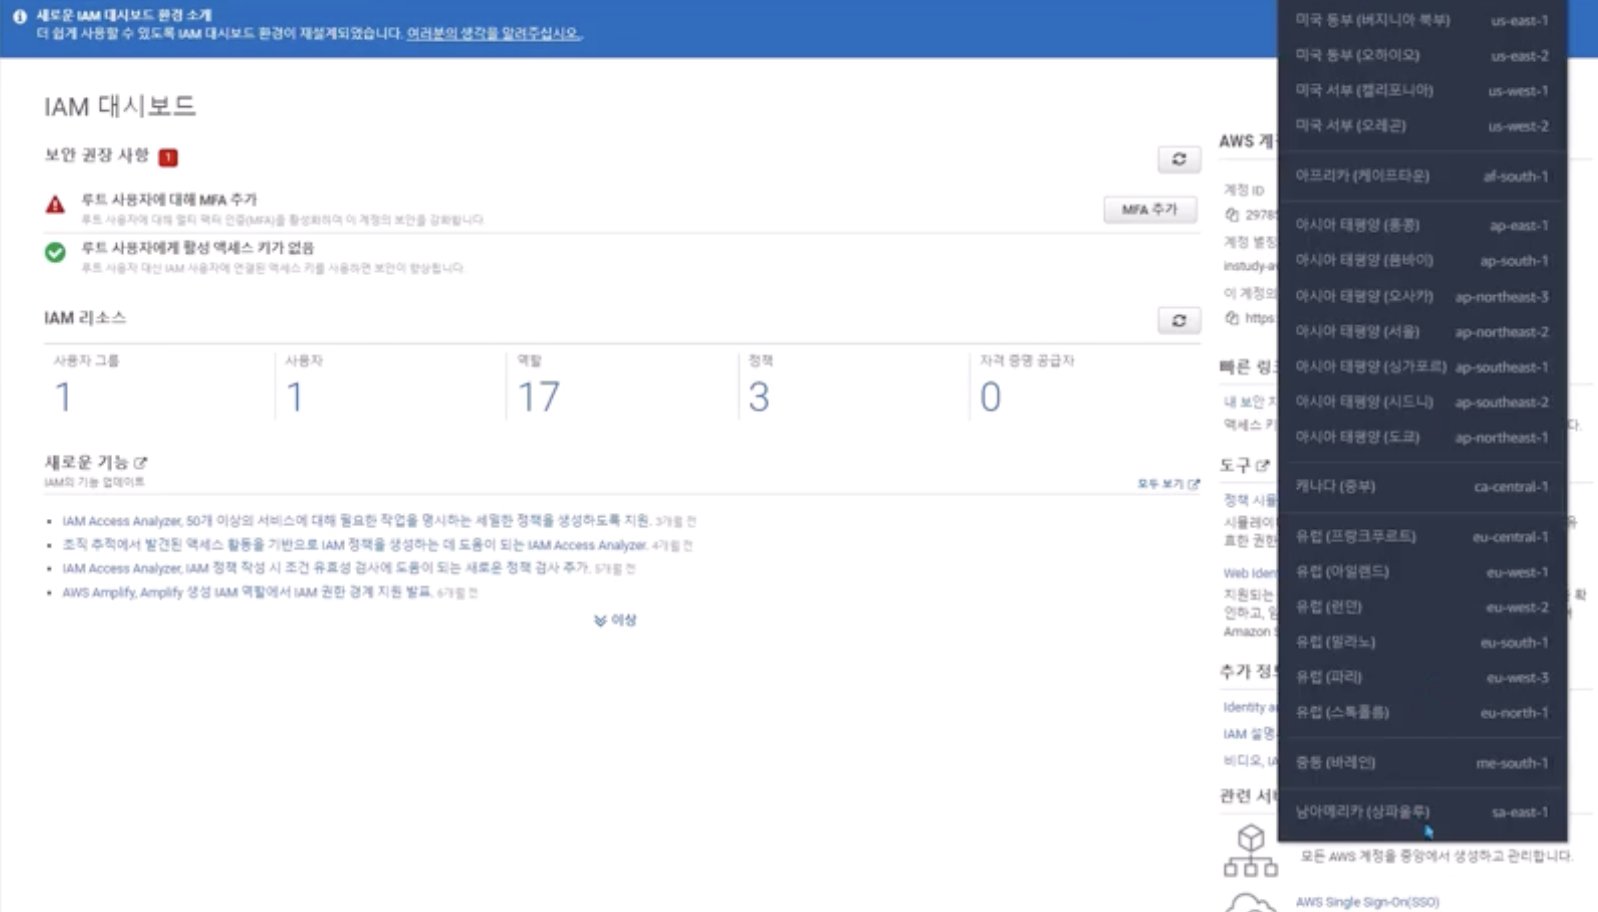 새로운 IAM 대시보드 환경 소개
더 쉽게 사용할 수 있도록 IAM 대시보드 환경이 재설계되었습니다. 여러분의 생각을 알려주십시오.
IAM 대시보드
보안 권장 사항 1
루트 사용자에 대해 MFA 추가
루트 사용자에 대해 멀티 팩터 인증(MFA)을 활성화하여 이 계정의 보안을 강화합니다.
MFA 추가
루트 사용자에게 활성 액세스 키가 없음
루트 사용자 대신 IAM 사용자에 연결된 액세스 키를 사용하면 보안이 향상됩니다.
IAM 리소스
사용자 그룹
1
사용자
1
역할
17
정책
3
자격 증명 공급자
0
새로운 기능
IAM의 기능 업데이트
모두 보기
IAM Access Analyzer, 50개 이상의 서비스에 대해 필요한 작업을 명시하는 세밀한 정책을 생성하도록 지원. 3개월 전
조직 추적에서 발견된 액세스 활동을 기반으로 IAM 정책을 생성하는 데 도움이 되는 IAM Access Analyzer. 4개월 전
IAM Access Analyzer, IAM 정책 작성 시 조건 유효성 검사에 도움이 되는 새로운 정책 검사 추가. 5개월 전
AWS Amplify, Amplify 생성 IAM 역할에서 IAM 권한 경계 지원 발표. 6개월 전
이상
AWS 계
계정 ID
2978
계정 별칭
instudy-a
이 계정의
https:
빠른 링
내 보안 자
액세스 키
다.
도구
정책 시뮬
시뮬레이
유
효한 권한
Web Iden
지원되는
확
인하고, 임
Amazon S
추가 정보
Identity a
IAM 설명
비디오, IA
관련 서비
모든 AWS 계정을 중앙에서 생성하고 관리합니다.
AWS Single Sign-On(SSO)
미국 동부 (버지니아 북부) us-east-1
미국 동부 (오하이오) us-east-2
미국 서부 (캘리포니아) us-west-1
미국 서부 (오레곤) us-west-2
아프리카 (케이프타운) af-south-1
아시아 태평양 (홍콩) ap-east-1
아시아 태평양 (뭄바이) ap-south-1
아시아 태평양 (오사카) ap-northeast-3
아시아 태평양 (서울) ap-northeast-2
아시아 태평양 (싱가포르) ap-southeast-1
아시아 태평양 (시드니) ap-southeast-2
아시아 태평양 (도쿄) ap-northeast-1
캐나다 (중부) ca-central-1
유럽 (프랑크푸르트) eu-central-1
유럽 (아일랜드) eu-west-1
유럽 (런던) eu-west-2
유럽 (밀라노) eu-south-1
유럽 (파리) eu-west-3
유럽 (스톡홀름) eu-north-1
중동 (바레인) me-south-1
남아메리카 (상파울루) sa-east-1